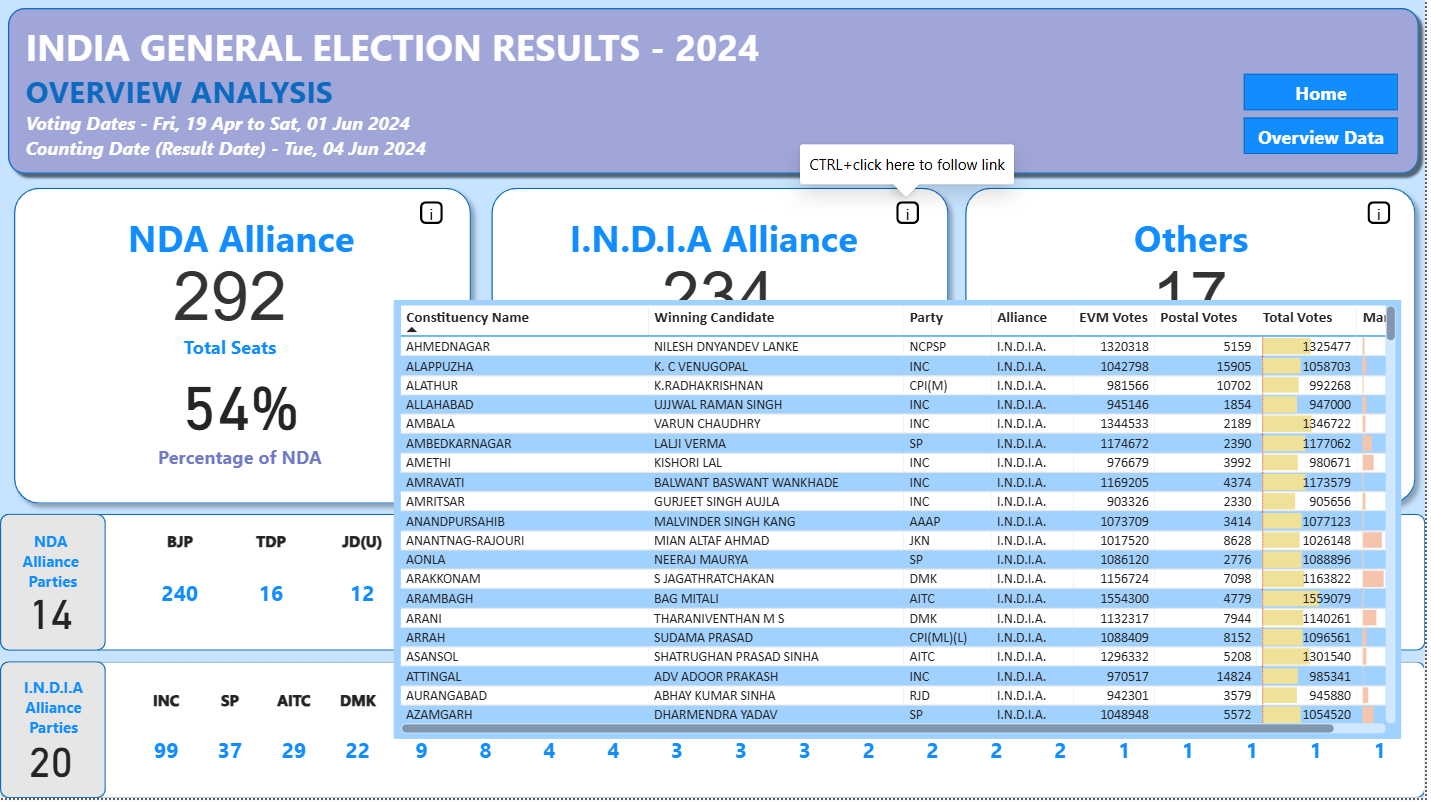 INDIA GENERAL ELECTION RESULTS - 2024
OVERVIEW ANALYSIS
Voting Dates - Fri, 19 Apr to Sat, 01 Jun 2024
Counting Date (Result Date) - Tue, 04 Jun 2024
Home
Overview Data
CTRL+click here to follow link
i
i
i
NDA Alliance
292
Total Seats
54%
Percentage of NDA
I.N.D.I.A Alliance
234
Others
17
Constituency Name Winning Candidate Party Alliance EVM Votes Postal Votes Total Votes
AHMEDNAGAR NILESH DNYANDEV LANKE NCPSP I.N.D.I.A. 1320318 5159 1325477
ALAPPUZHA K. C VENUGOPAL INC I.N.D.I.A. 1042798 15905 1058703
ALATHUR K.RADHAKRISHNAN CPI(M) I.N.D.I.A. 981566 10702 992268
ALLAHABAD UJJWAL RAMAN SINGH INC I.N.D.I.A. 945146 1854 947000
AMBALA VARUN CHAUDHRY INC I.N.D.I.A. 1344533 2189 1346722
AMBEDKARNAGAR LALJI VERMA SP I.N.D.I.A. 1174672 2390 1177062
AMETHI KISHORI LAL INC I.N.D.I.A. 976679 3992 980671
AMRAVATI BALWANT BASWANT WANKHADE INC I.N.D.I.A. 1169205 4374 1173579
AMRITSAR GURJEET SINGH AUJLA INC I.N.D.I.A. 903326 2330 905656
ANANDPURSAHIB MALVINDER SINGH KANG AAAP I.N.D.I.A. 1073709 3414 1077123
ANANTNAG-RAJOURI MIAN ALTAF AHMAD JKN I.N.D.I.A. 1017520 8628 1026148
AONLA NEERAJ MAURYA SP I.N.D.I.A. 1086120 2776 1088896
ARAKKONAM S JAGATHRATCHAKAN DMK I.N.D.I.A. 1156724 7098 1163822
ARAMBAGH BAG MITALI AITC I.N.D.I.A. 1554300 4779 1559079
ARANI THARANIVENTHAN M S DMK I.N.D.I.A. 1132317 7944 1140261
ARRAH SUDAMA PRASAD CPI(ML)(L) I.N.D.I.A. 1088409 8152 1096561
ASANSOL SHATRUGHAN PRASAD SINHA AITC I.N.D.I.A. 1296332 5208 1301540
ATTINGAL ADV ADOOR PRAKASH INC I.N.D.I.A. 970517 14824 985341
AURANGABAD ABHAY KUMAR SINHA RJD I.N.D.I.A. 942301 3579 945880
AZAMGARH DHARMENDRA YADAV SP I.N.D.I.A. 1048948 5572 1054520
NDA
Alliance
Parties
14
BJP TDP JD(U)
240 16 12
I.N.D.I.A
Alliance
Parties
20
INC SP AITC DMK
99 37 29 22 9 8 4 4 3 3 3 2 2 2 2 1 1 1 1 1